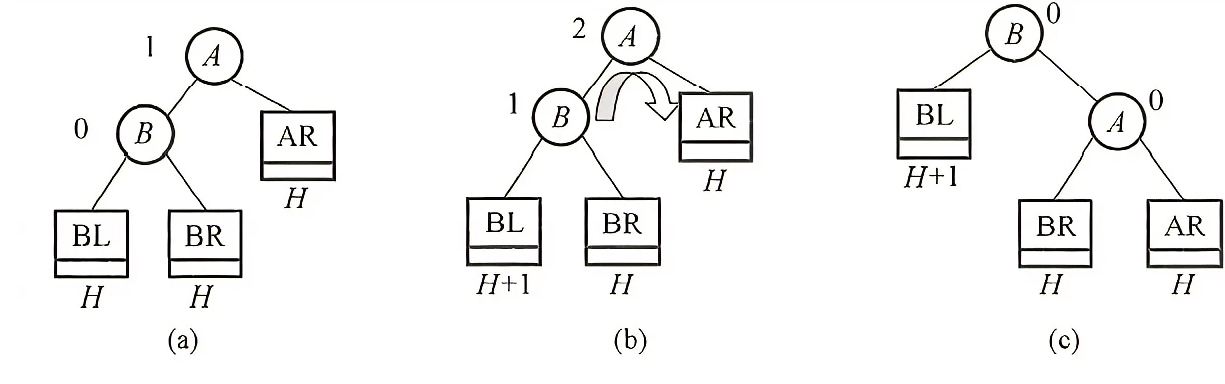 1 A
0 B AR
H
BL BR
H H
(a)
2 A
1 B AR
H
BL BR
H+1 H
(b)
B 0
BL A 0
H+1
BR AR
H H
(c)